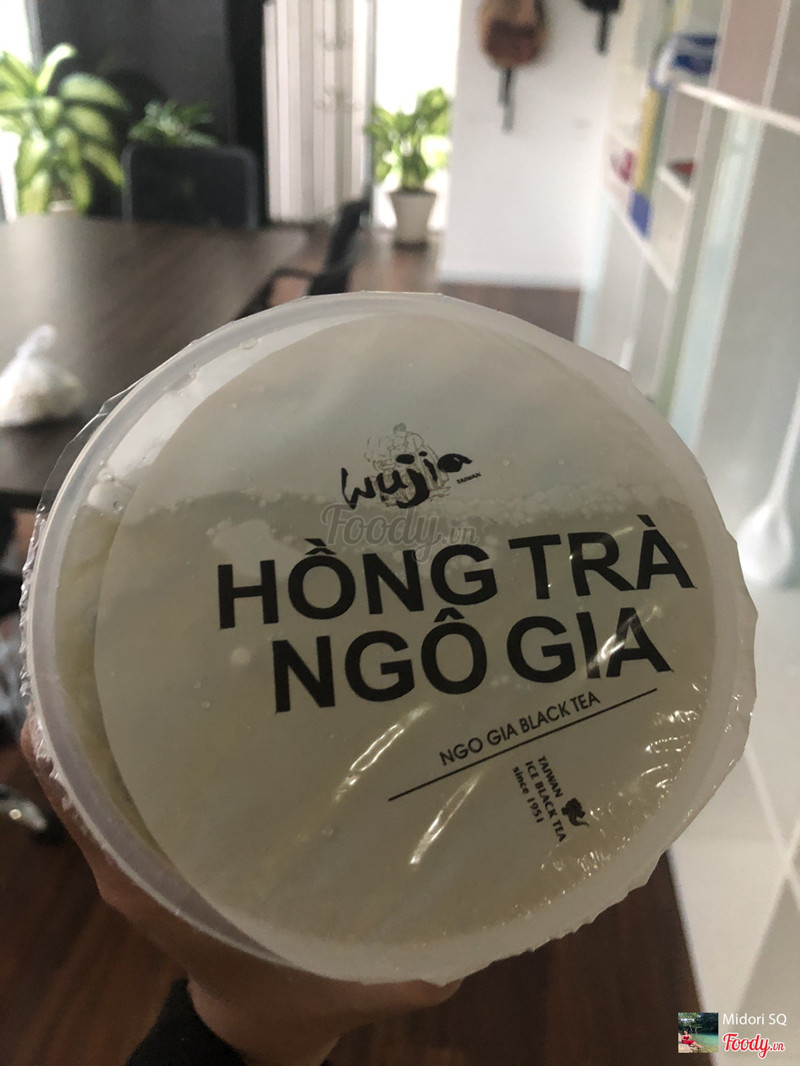 wujia
TAIWAN
Foody.vn
HỒNG TRÀ
NGÔ GIA
NGO GIA BLACK TEA
TAIWAN
ICE BLACK TEA
since 1951
Midori SQ
Foody.vn